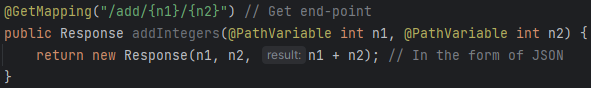 @GetMapping("/add/{n1}/{n2}") // Get end-point
public Response addIntegers(@PathVariable int n1, @PathVariable int n2) {
    return new Response(n1, n2, result: n1 + n2); // In the form of JSON
}